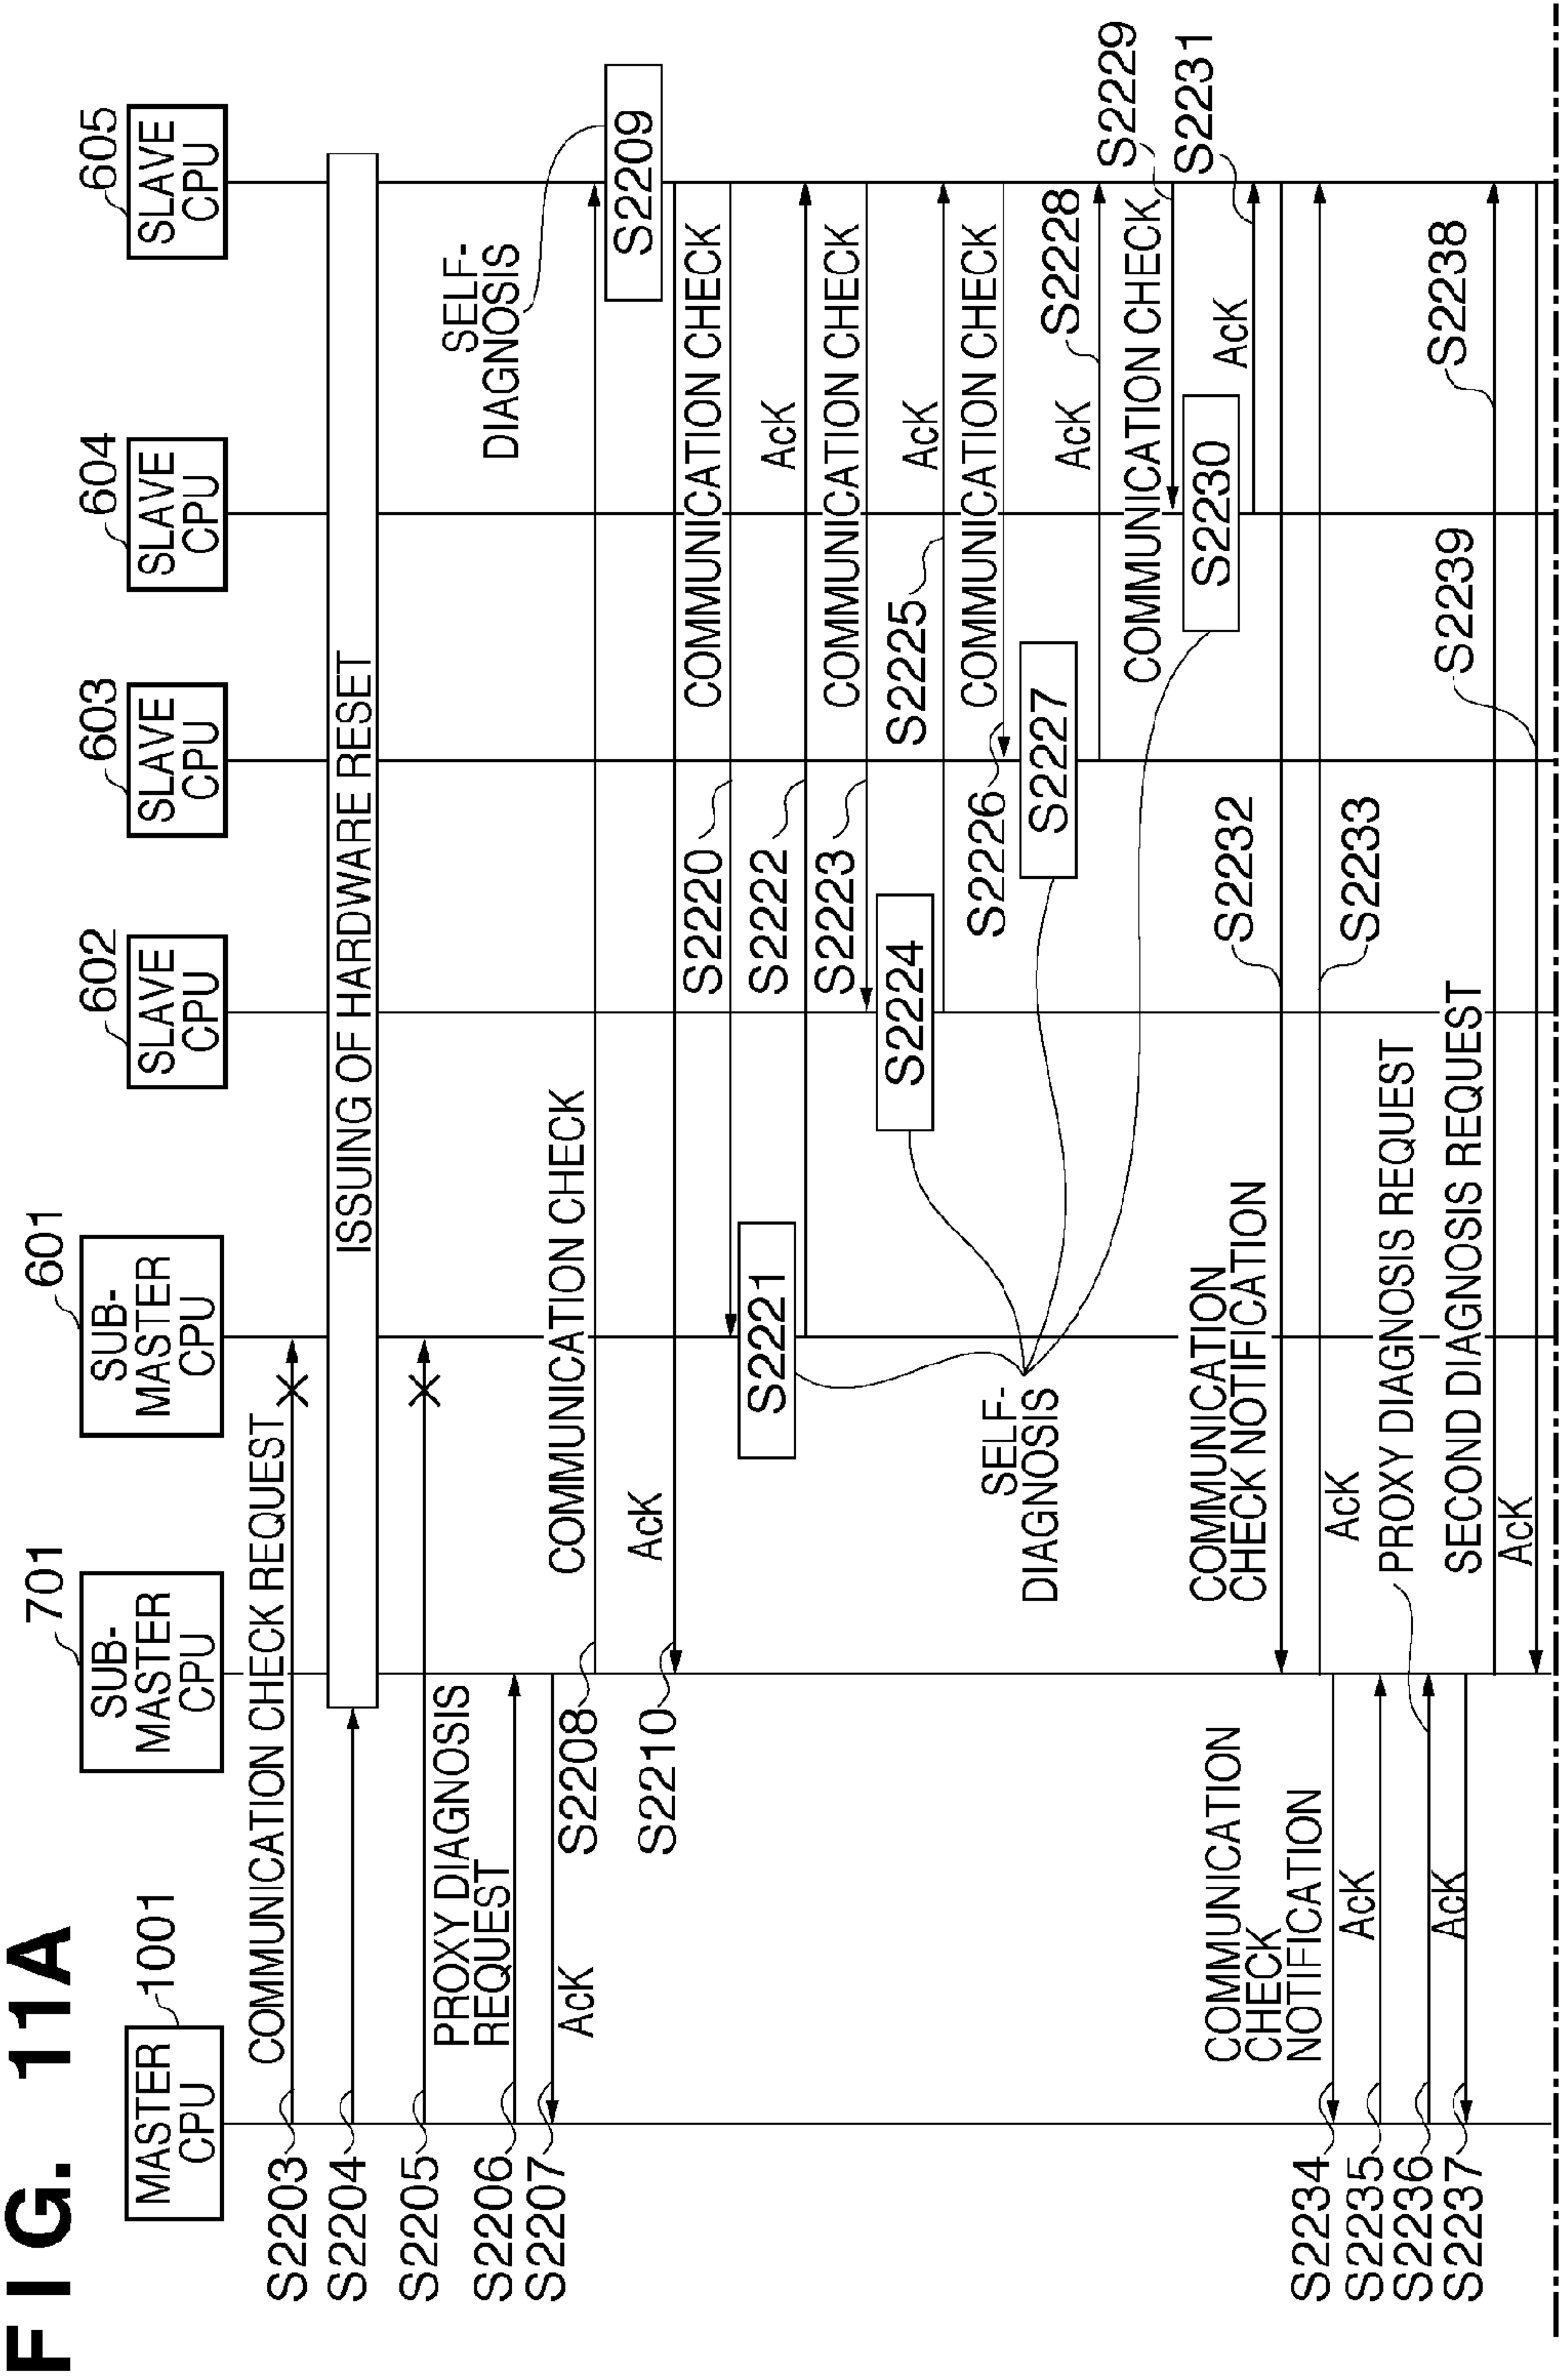 FIG. 11A
MASTER
CPU
1001
SUB-
MASTER
CPU
701
SUB-
MASTER
CPU
601
SLAVE
CPU
602
SLAVE
CPU
603
SLAVE
CPU
604
SLAVE
CPU
605
S2203
COMMUNICATION CHECK REQUEST
S2204
ISSUING OF HARDWARE RESET
S2205
PROXY DIAGNOSIS
REQUEST
S2206
S2207
AcK
SELF-
DIAGNOSIS
COMMUNICATION CHECK
S2208
S2209
AcK
S2210
COMMUNICATION CHECK
S2220
S2221
AcK
S2222
COMMUNICATION CHECK
S2223
S2224
AcK
S2225
COMMUNICATION CHECK
S2226
S2227
SELF-
DIAGNOSIS
AcK
S2228
COMMUNICATION CHECK
S2229
S2230
AcK
S2231
COMMUNICATION
CHECK NOTIFICATION
S2232
S2233
AcK
COMMUNICATION
CHECK
NOTIFICATION
S2234
AcK
S2235
PROXY DIAGNOSIS REQUEST
S2236
AcK
S2237
SECOND DIAGNOSIS REQUEST
S2238
AcK
S2239